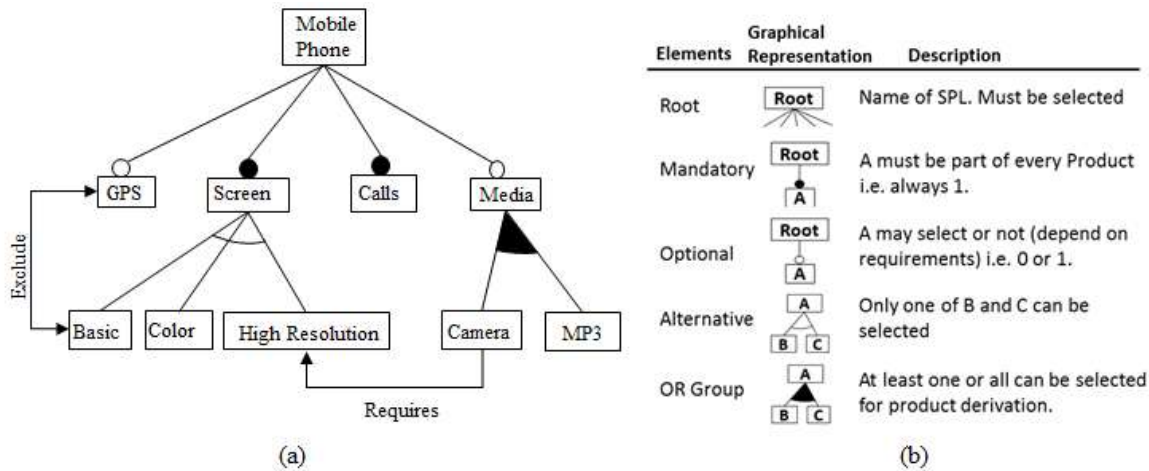 Mobile
Phone
GPS
Screen
Calls
Media
Exclude
Basic
Color
High Resolution
Camera
MP3
Requires
(a)
Elements
Graphical
Representation
Description
Root
Root
Name of SPL. Must be selected
Mandatory
Root
A
A must be part of every Product
i.e. always 1.
Optional
Root
A
A may select or not (depend on
requirements) i.e. 0 or 1.
Alternative
A
B
C
Only one of B and C can be
selected
OR Group
A
B
C
At least one or all can be selected
for product derivation.
(b)